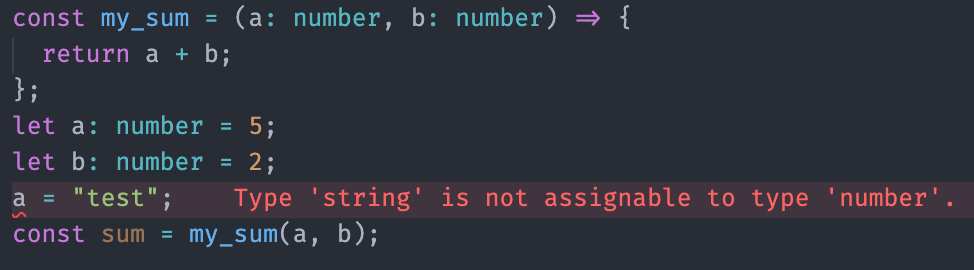 const my_sum = (a: number, b: number) => {
  return a + b;
};
let a: number = 5;
let b: number = 2;
a = "test";     Type 'string' is not assignable to type 'number'.
const sum = my_sum(a, b);